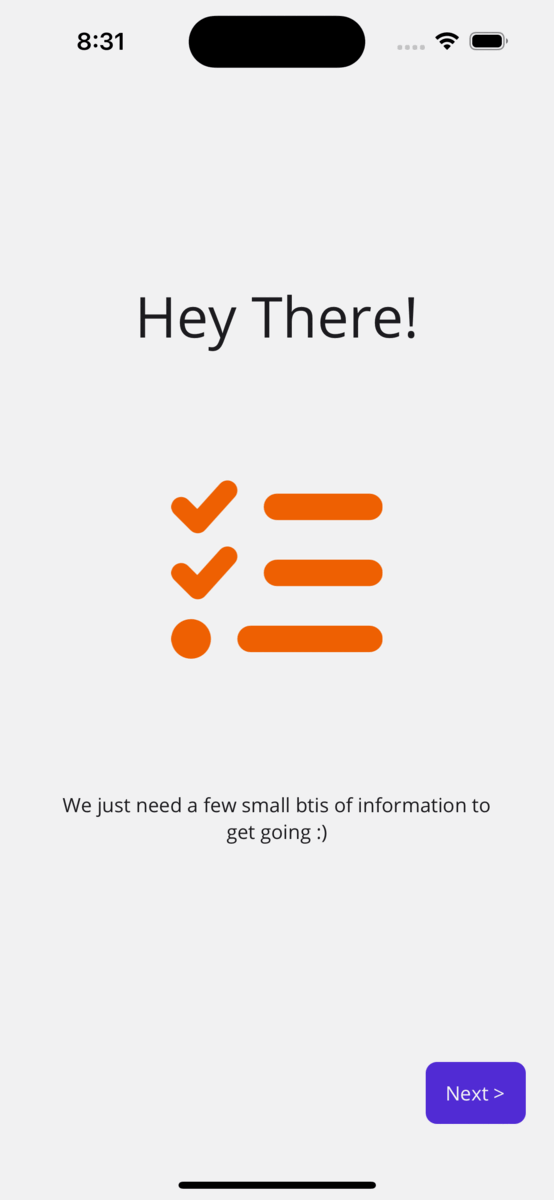 8:31
Hey There!
We just need a few small btis of information to
get going :)
Next >